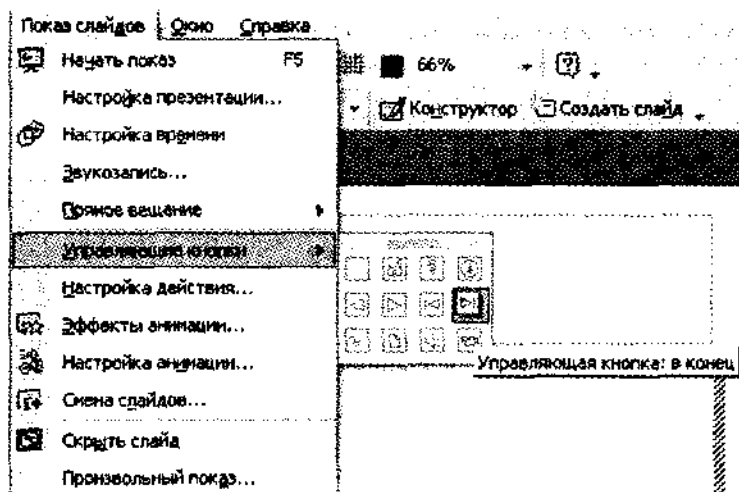 Показ слайдов Окно Справка
Начать показ F5
66%
Настройка презентации...
Конструктор Создать слайд
Настройка времени
Звукозапись...
Прямое вещание
Управляющие кнопки
Настройка действия...
Эффекты анимации...
Управляющая кнопка: в конец
Настройка анимации...
Смена слайдов...
Скрыть слайд
Произвольный показ...